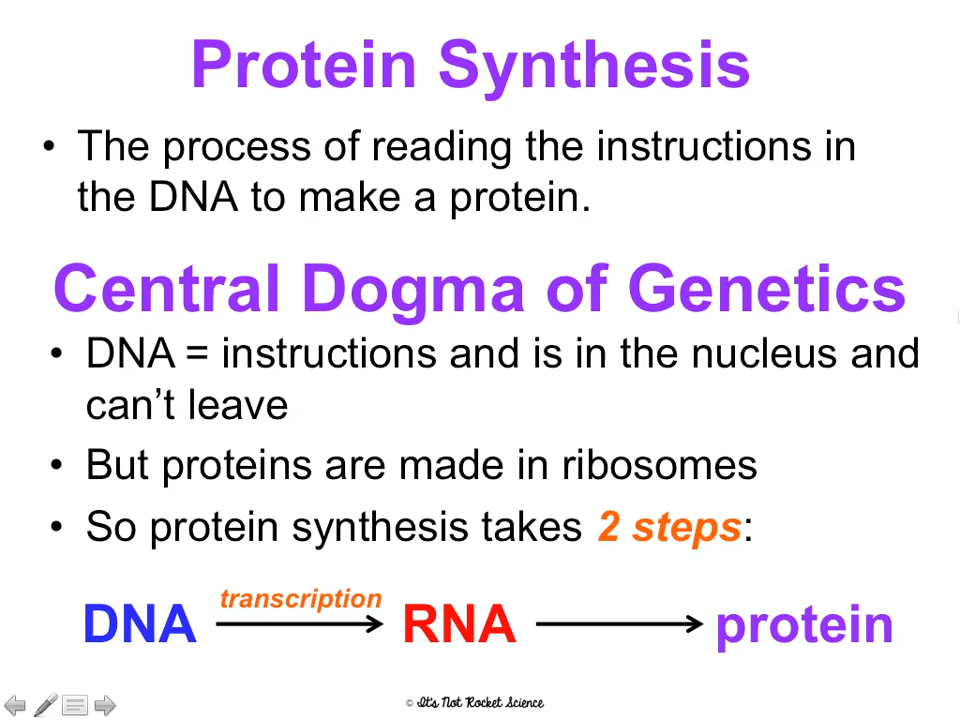 Protein Synthesis
• The process of reading the instructions in
the DNA to make a protein.
Central Dogma of Genetics
• DNA = instructions and is in the nucleus and
can’t leave
• But proteins are made in ribosomes
• So protein synthesis takes 2 steps:
transcription
DNA RNA protein
© It's Not Rocket Science